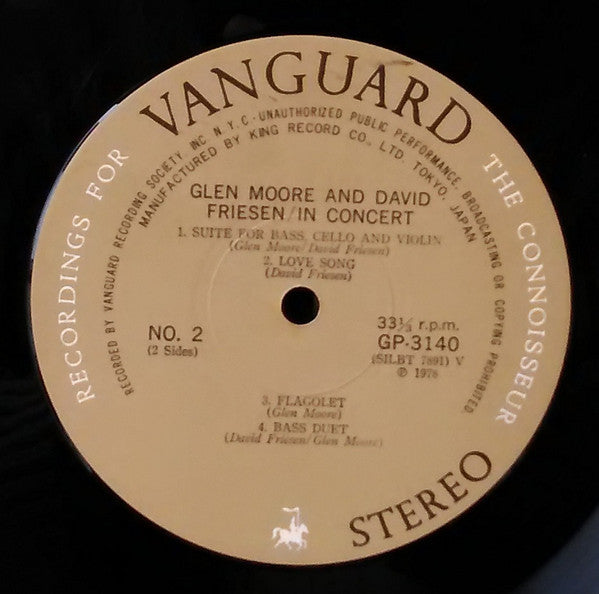 RECORDINGS FOR
VANGUARD
THE CONNOISSEUR
RECORDED BY VANGUARD RECORDING SOCIETY INC N.Y.C.·UNAUTHORIZED PUBLIC PERFORMANCE, BROADCASTING OR COPYING PROHIBITED.
MANUFACTURED BY KING RECORD CO., LTD. TOKYO, JAPAN
GLEN MOORE AND DAVID
FRIESEN/IN CONCERT
1. SUITE FOR BASS, CELLO AND VIOLIN
(Glen Moore/David Friesen)
2. LOVE SONG
(David Friesen)
NO. 2
(2 Sides)
33⅓ r.p.m.
GP-3140
(SILBT 7891) V
℗ 1978
3. FLAGOLET
(Glen Moore)
4. BASS DUET
(David Friesen/Glen Moore)
STEREO